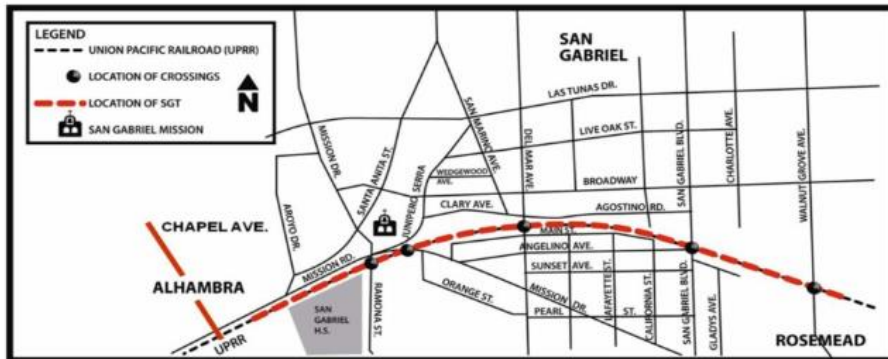 LEGEND
UNION PACIFIC RAILROAD (UPRR)
LOCATION OF CROSSINGS
LOCATION OF SGT
SAN GABRIEL MISSION
N
SAN
GABRIEL
LAS TUNAS DR.
MISSION DR.
SANTA ANITA ST.
SAN MARINO AVE.
DEL MAR AVE.
LIVE OAK ST.
SAN GABRIEL BLVD.
CHARLOTTE AVE.
WALNUT GROVE AVE.
WEDGEWOOD
AVE.
BROADWAY
JUNIPERO SERRA
CLARY AVE.
AGOSTINO RD.
CHAPEL AVE.
ARROYO DR.
MISSION RD.
MAIN ST.
ANGELINO AVE.
SUNSET AVE.
ALHAMBRA
ORANGE ST.
MISSION DR.
LAFAYETTE ST.
CALIFORNIA ST.
SAN GABRIEL BLVD.
GLADYS AVE.
RAMONA ST.
SAN
GABRIEL
H.S.
PEARL ST.
UPRR
ROSEMEAD